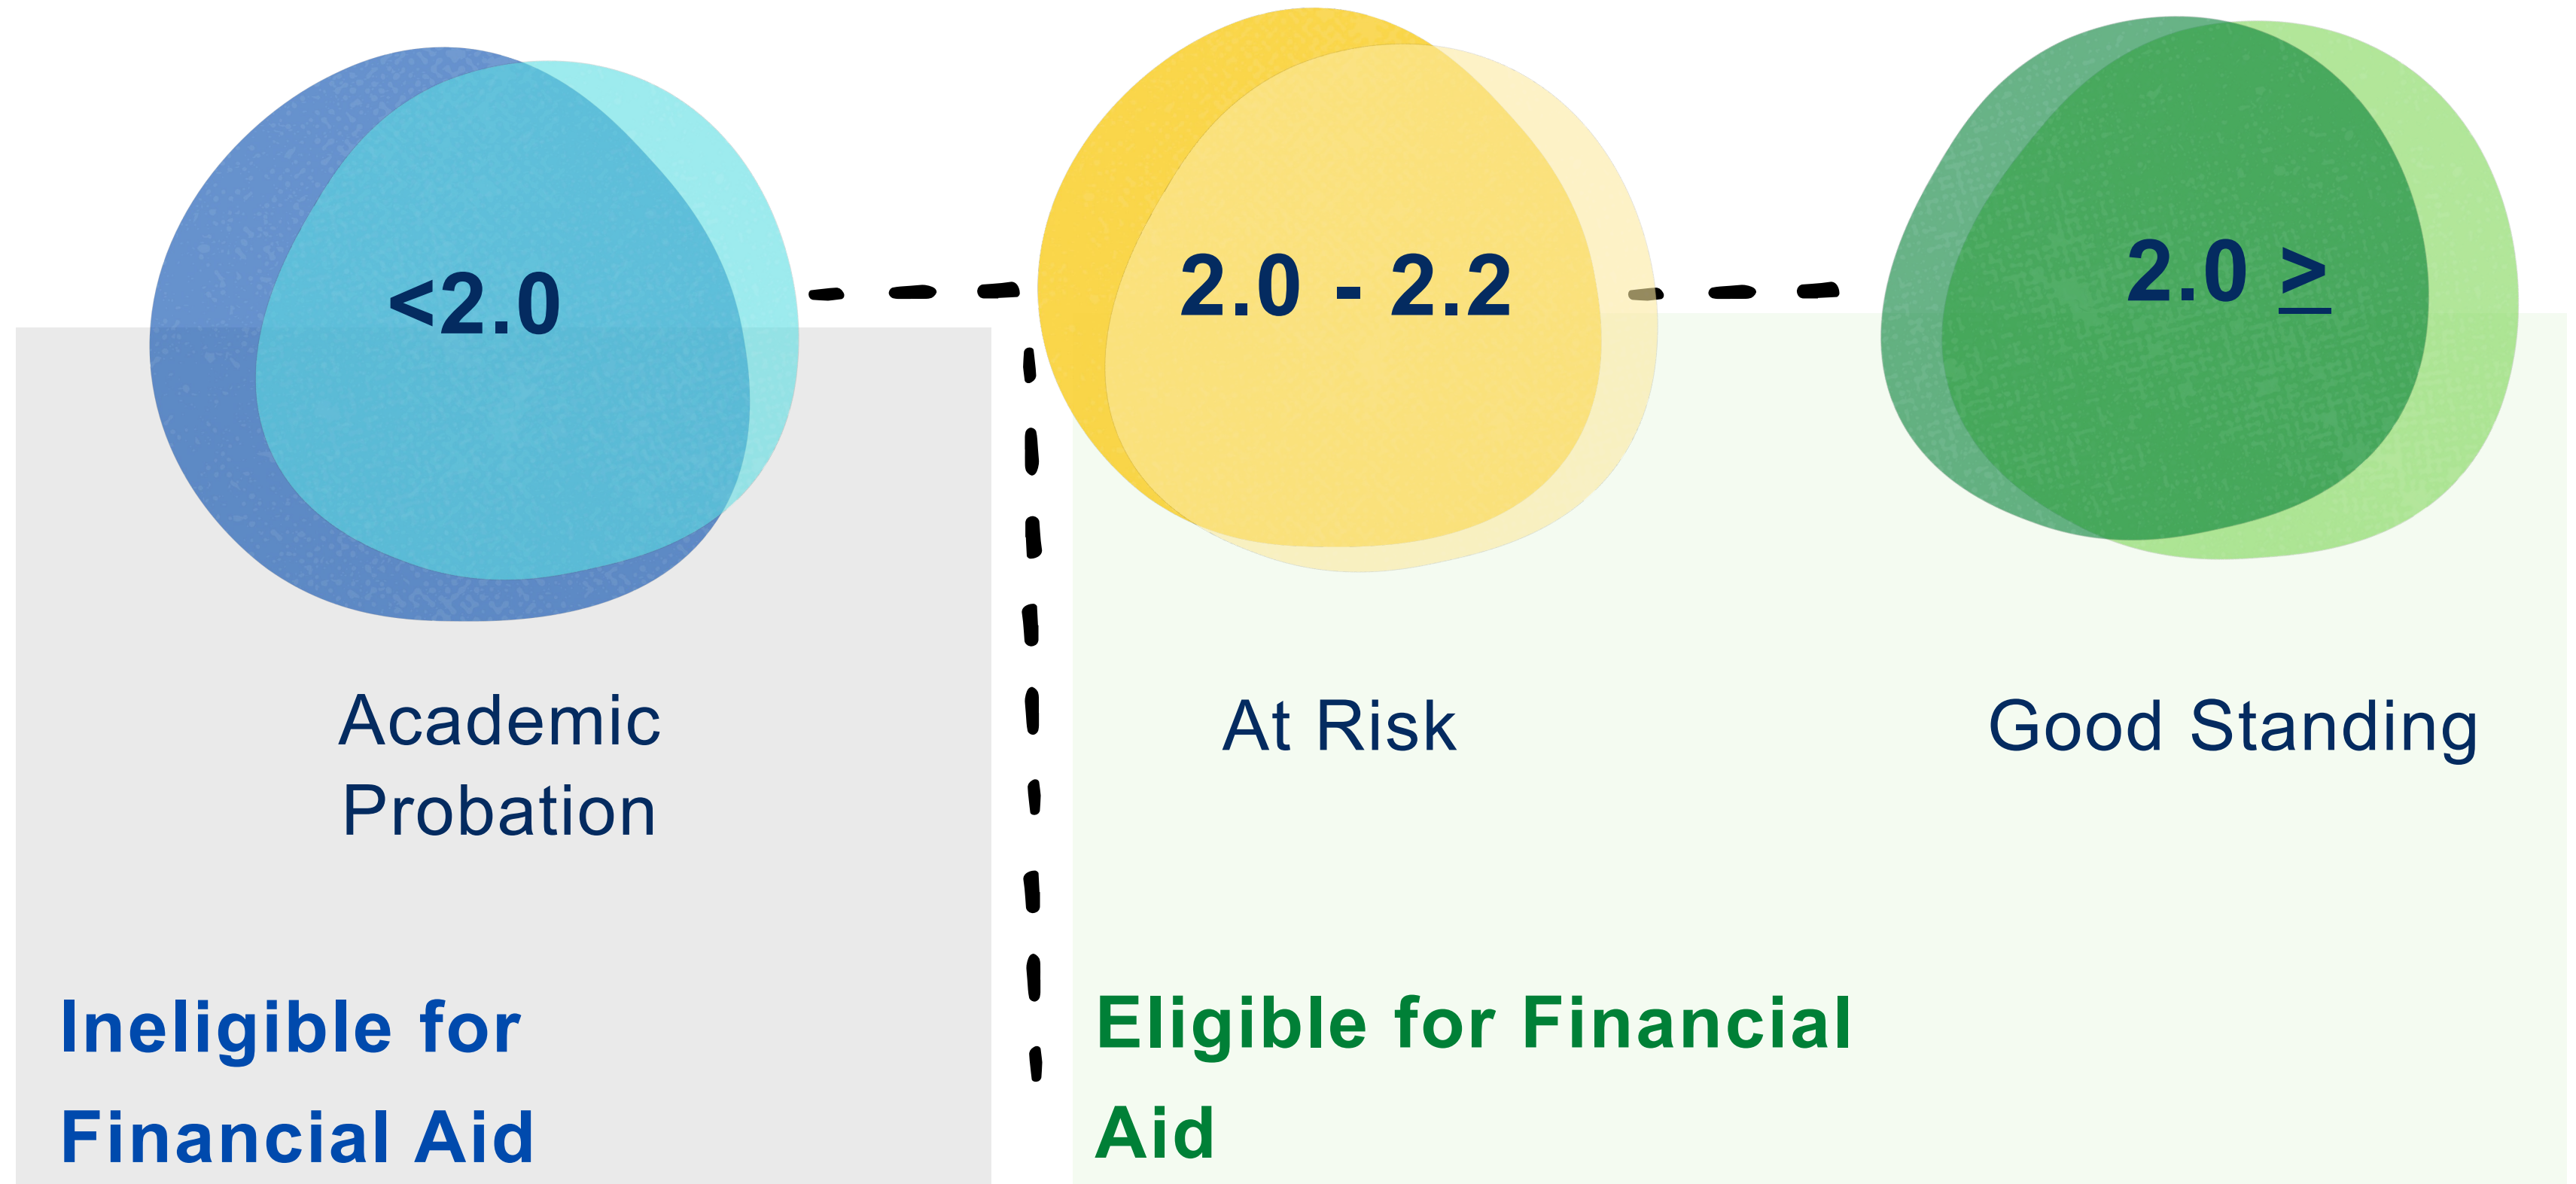 <2.0
2.0 - 2.2
2.0 ≥
Academic
Probation
At Risk
Good Standing
Ineligible for
Financial Aid
Eligible for Financial
Aid